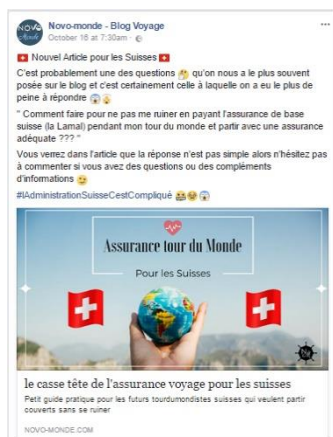 Novo-monde - Blog Voyage
October 16 at 7:30am ·
Nouvel Article pour les Suisses
C'est probablement une des questions 🤔 qu'on nous a le plus souvent
posée sur le blog et c'est certainement celle à laquelle on a eu le plus de
peine à répondre
" Comment faire pour ne pas me ruiner en payant l'assurance de base
suisse (la Lamal) pendant mon tour du monde et partir avec une assurance
adéquate ??? "
Vous verrez dans l'article que la réponse n'est pas simple alors n'hésitez pas
à commenter si vous avez des questions ou des compléments
d'informations
#lAdministrationSuisseCestCompliqué
Assurance tour du Monde
Pour les Suisses
le casse tête de l'assurance voyage pour les suisses
Petit guide pratique pour les futurs tourdumondistes suisses qui veulent partir
couverts sans se ruiner
NOVO-MONDE.COM